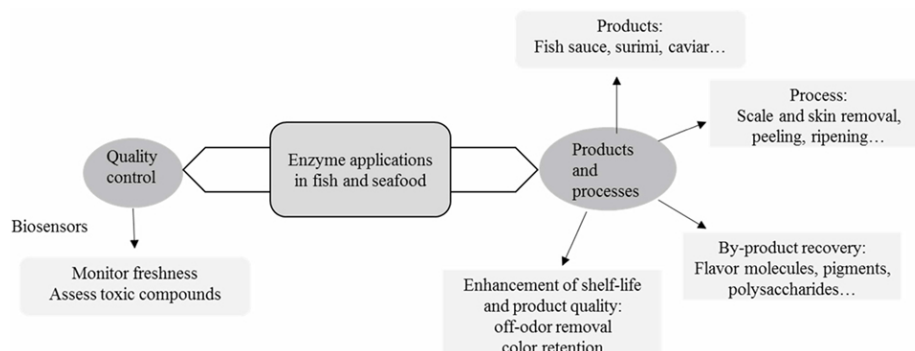 Products:
Fish sauce, surimi, caviar…
Process:
Scale and skin removal,
peeling, ripening…
Quality
control
Enzyme applications
in fish and seafood
Products
and
processes
Biosensors
Monitor freshness
Assess toxic compounds
By-product recovery:
Flavor molecules, pigments,
polysaccharides…
Enhancement of shelf-life
and product quality:
off-odor removal
color retention